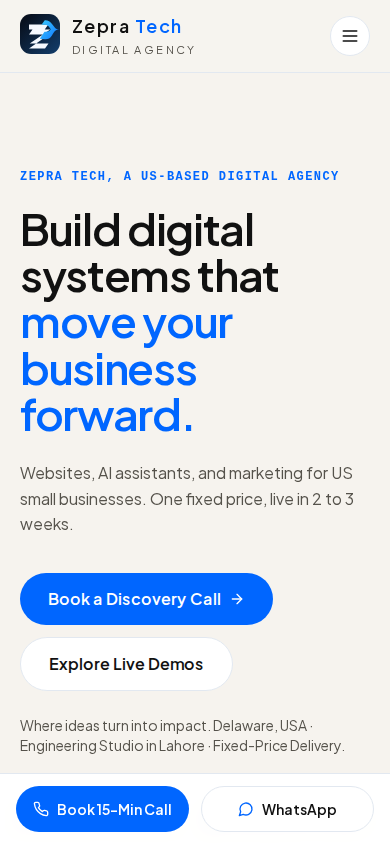 Zepra Tech
DIGITAL AGENCY
ZEPRA TECH, A US-BASED DIGITAL AGENCY
Build digital
systems that
move your
business
forward.
Websites, AI assistants, and marketing for US
small businesses. One fixed price, live in 2 to 3
weeks.
Book a Discovery Call
Explore Live Demos
Where ideas turn into impact. Delaware, USA ·
Engineering Studio in Lahore · Fixed-Price Delivery.
Book 15-Min Call
WhatsApp